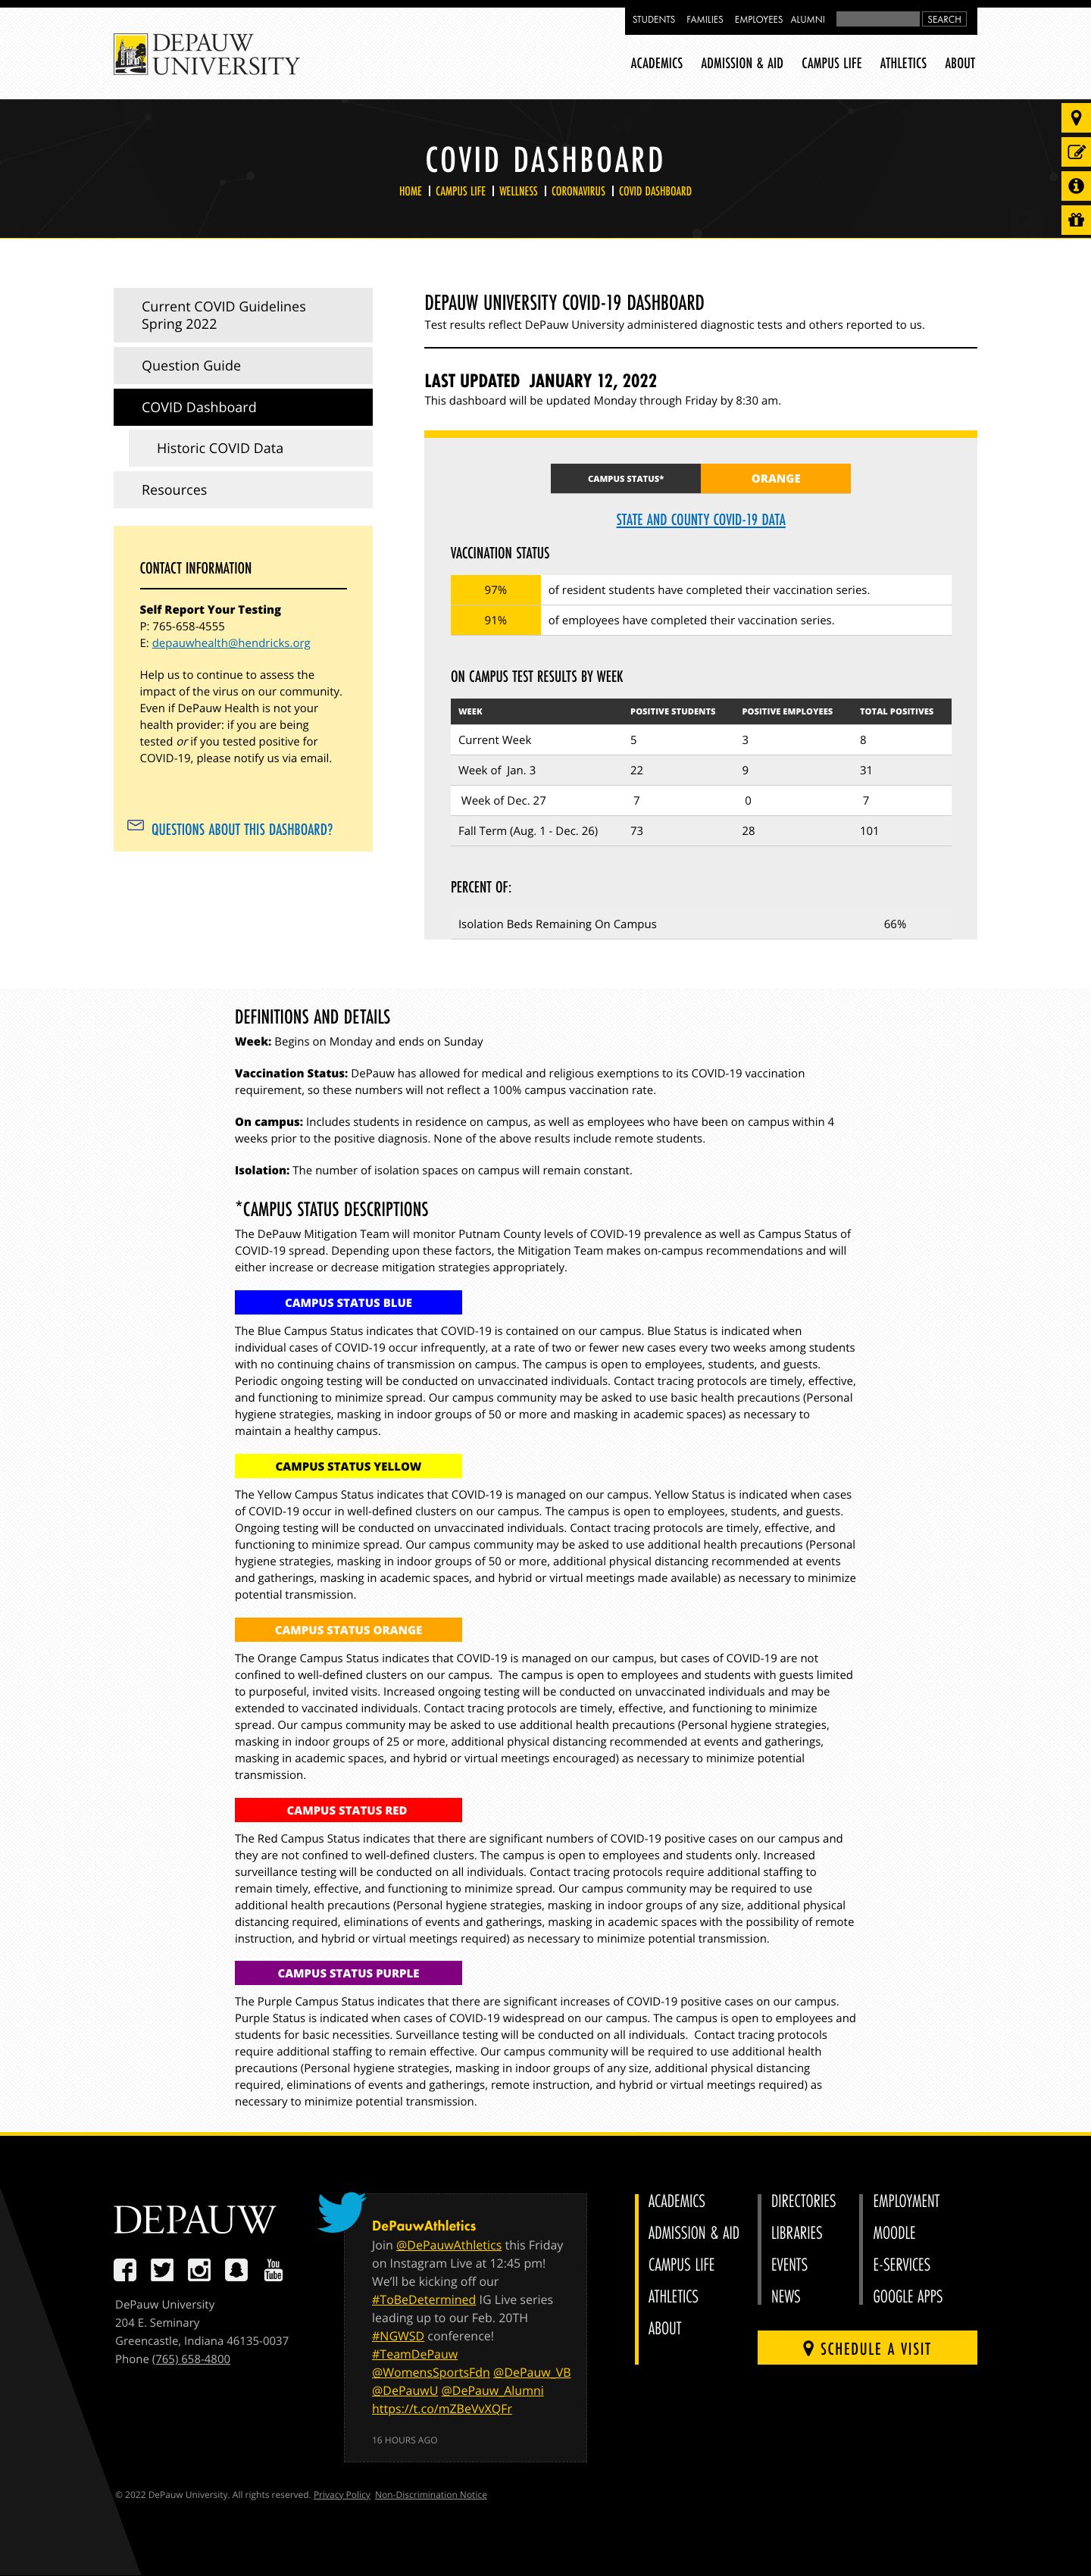 STUDENTS FAMILIES EMPLOYEES ALUMNI SEARCH
DEPAUW
UNIVERSITY
ACADEMICS ADMISSION & AID CAMPUS LIFE ATHLETICS ABOUT
COVID DASHBOARD
HOME | CAMPUS LIFE | WELLNESS | CORONAVIRUS | COVID DASHBOARD
Current COVID Guidelines
Spring 2022
Question Guide
COVID Dashboard
Historic COVID Data
Resources
CONTACT INFORMATION
Self Report Your Testing
P: 765-658-4555
E: depauwhealth@hendricks.org
Help us to continue to assess the
impact of the virus on our community.
Even if DePauw Health is not your
health provider: if you are being
tested or if you tested positive for
COVID-19, please notify us via email.
QUESTIONS ABOUT THIS DASHBOARD?
DEPAUW UNIVERSITY COVID-19 DASHBOARD
Test results reflect DePauw University administered diagnostic tests and others reported to us.
LAST UPDATED JANUARY 12, 2022
This dashboard will be updated Monday through Friday by 8:30 am.
CAMPUS STATUS* ORANGE
STATE AND COUNTY COVID-19 DATA
VACCINATION STATUS
97% of resident students have completed their vaccination series.
91% of employees have completed their vaccination series.
ON CAMPUS TEST RESULTS BY WEEK
WEEK POSITIVE STUDENTS POSITIVE EMPLOYEES TOTAL POSITIVES
Current Week 5 3 8
Week of Jan. 3 22 9 31
Week of Dec. 27 7 0 7
Fall Term (Aug. 1 - Dec. 26) 73 28 101
PERCENT OF:
Isolation Beds Remaining On Campus 66%
DEFINITIONS AND DETAILS
Week: Begins on Monday and ends on Sunday
Vaccination Status: DePauw has allowed for medical and religious exemptions to its COVID-19 vaccination
requirement, so these numbers will not reflect a 100% campus vaccination rate.
On campus: Includes students in residence on campus, as well as employees who have been on campus within 4
weeks prior to the positive diagnosis. None of the above results include remote students.
Isolation: The number of isolation spaces on campus will remain constant.
*CAMPUS STATUS DESCRIPTIONS
The DePauw Mitigation Team will monitor Putnam County levels of COVID-19 prevalence as well as Campus Status of
COVID-19 spread. Depending upon these factors, the Mitigation Team makes on-campus recommendations and will
either increase or decrease mitigation strategies appropriately.
CAMPUS STATUS BLUE
The Blue Campus Status indicates that COVID-19 is contained on our campus. Blue Status is indicated when
individual cases of COVID-19 occur infrequently, at a rate of two or fewer new cases every two weeks among students
with no continuing chains of transmission on campus. The campus is open to employees, students, and guests.
Periodic ongoing testing will be conducted on unvaccinated individuals. Contact tracing protocols are timely, effective,
and functioning to minimize spread. Our campus community may be asked to use basic health precautions (Personal
hygiene strategies, masking in indoor groups of 50 or more and masking in academic spaces) as necessary to
maintain a healthy campus.
CAMPUS STATUS YELLOW
The Yellow Campus Status indicates that COVID-19 is managed on our campus. Yellow Status is indicated when cases
of COVID-19 occur in well-defined clusters on our campus. The campus is open to employees, students, and guests.
Ongoing testing will be conducted on unvaccinated individuals. Contact tracing protocols are timely, effective, and
functioning to minimize spread. Our campus community may be asked to use additional health precautions (Personal
hygiene strategies, masking in indoor groups of 50 or more, additional physical distancing recommended at events
and gatherings, masking in academic spaces, and hybrid or virtual meetings made available) as necessary to minimize
potential transmission.
CAMPUS STATUS ORANGE
The Orange Campus Status indicates that COVID-19 is managed on our campus, but cases of COVID-19 are not
confined to well-defined clusters on our campus. The campus is open to employees and students with guests limited
to purposeful, invited visits. Increased ongoing testing will be conducted on unvaccinated individuals and may be
extended to vaccinated individuals. Contact tracing protocols are timely, effective, and functioning to minimize
spread. Our campus community may be asked to use additional health precautions (Personal hygiene strategies,
masking in indoor groups of 25 or more, additional physical distancing recommended at events and gatherings,
masking in academic spaces, and hybrid or virtual meetings encouraged) as necessary to minimize potential
transmission.
CAMPUS STATUS RED
The Red Campus Status indicates that there are significant numbers of COVID-19 positive cases on our campus and
they are not confined to well-defined clusters. The campus is open to employees and students only. Increased
surveillance testing will be conducted on all individuals. Contact tracing protocols require additional staffing to
remain timely, effective, and functioning to minimize spread. Our campus community may be required to use
additional health precautions (Personal hygiene strategies, masking in indoor groups of any size, additional physical
distancing required, eliminations of events and gatherings, masking in academic spaces with the possibility of remote
instruction, and hybrid or virtual meetings required) as necessary to minimize potential transmission.
CAMPUS STATUS PURPLE
The Purple Campus Status indicates that there are significant increases of COVID-19 positive cases on our campus.
Purple Status is indicated when cases of COVID-19 widespread on our campus. The campus is open to employees and
students for basic necessities. Surveillance testing will be conducted on all individuals. Contact tracing protocols
require additional staffing to remain effective. Our campus community will be required to use additional health
precautions (Personal hygiene strategies, masking in indoor groups of any size, additional physical distancing
required, eliminations of events and gatherings, remote instruction, and hybrid or virtual meetings required) as
necessary to minimize potential transmission.
DEPAUW
You
Tube
DePauw University
204 E. Seminary
Greencastle, Indiana 46135-0037
Phone (765) 658-4800
DePauwAthletics
Join @DePauwAthletics this Friday
on Instagram Live at 12:45 pm!
We'll be kicking off our
#ToBeDetermined IG Live series
leading up to our Feb. 20TH
#NGWSD conference!
#TeamDePauw
@WomensSportsFdn @DePauw_VB
@DePauwU @DePauw_Alumni
https://t.co/mZBeVvXQFr
16 HOURS AGO
ACADEMICS
ADMISSION & AID
CAMPUS LIFE
ATHLETICS
ABOUT
DIRECTORIES
LIBRARIES
EVENTS
NEWS
EMPLOYMENT
MOODLE
E-SERVICES
GOOGLE APPS
SCHEDULE A VISIT
© 2022 DePauw University. All rights reserved. Privacy Policy Non-Discrimination Notice